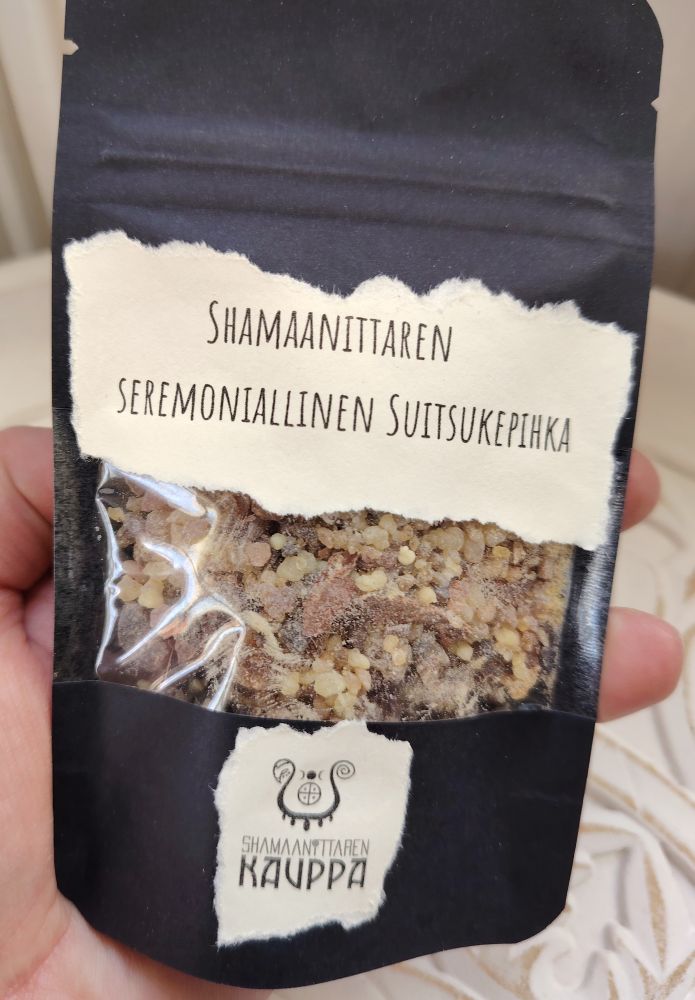 Shamaanittaren
seremoniallinen Suitsukepihka
SHAMAANITTAREN
KAUPPA